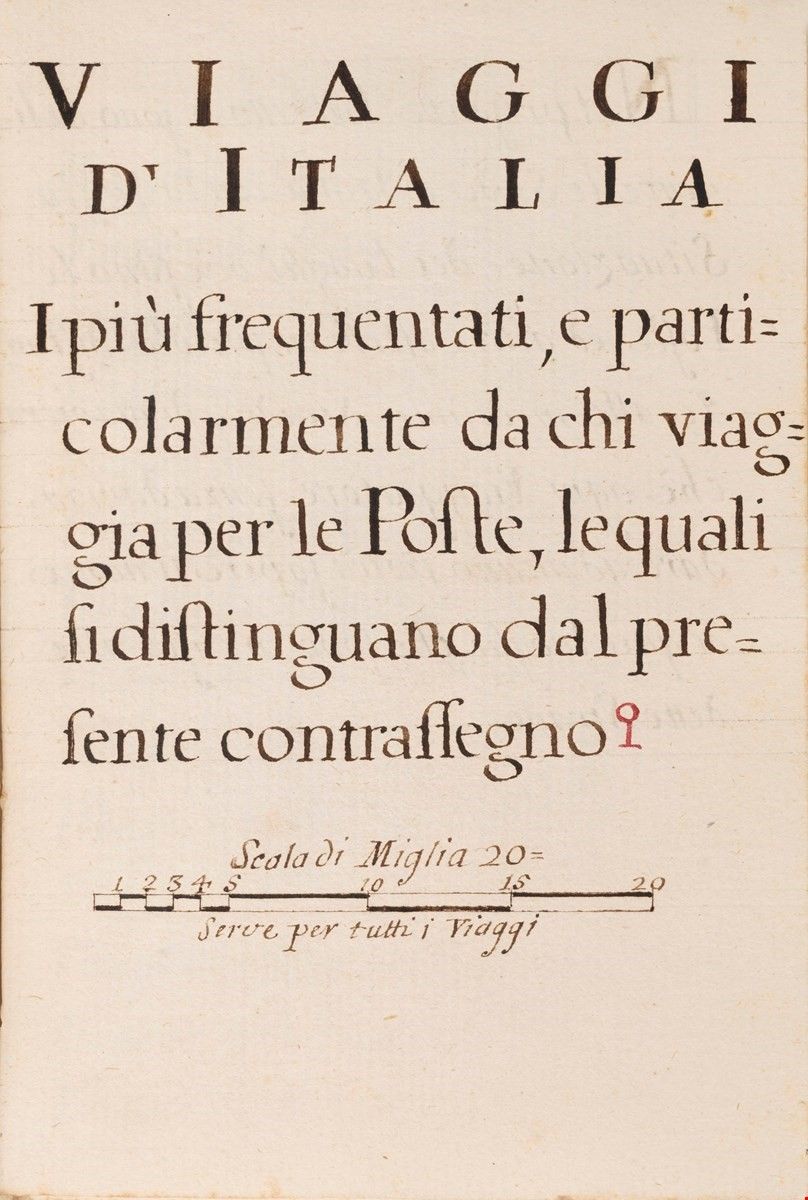 VIAGGI
D' ITALIA
I più frequentati, e parti=
colarmente da chi viag=
gia per le Poſte, le quali
ſi diſtinguano dal pre=
ſente contraſſegno
Scala di Miglia 20=
1 2 3 4 5 10 15 20
Serve per tutti i Viaggi